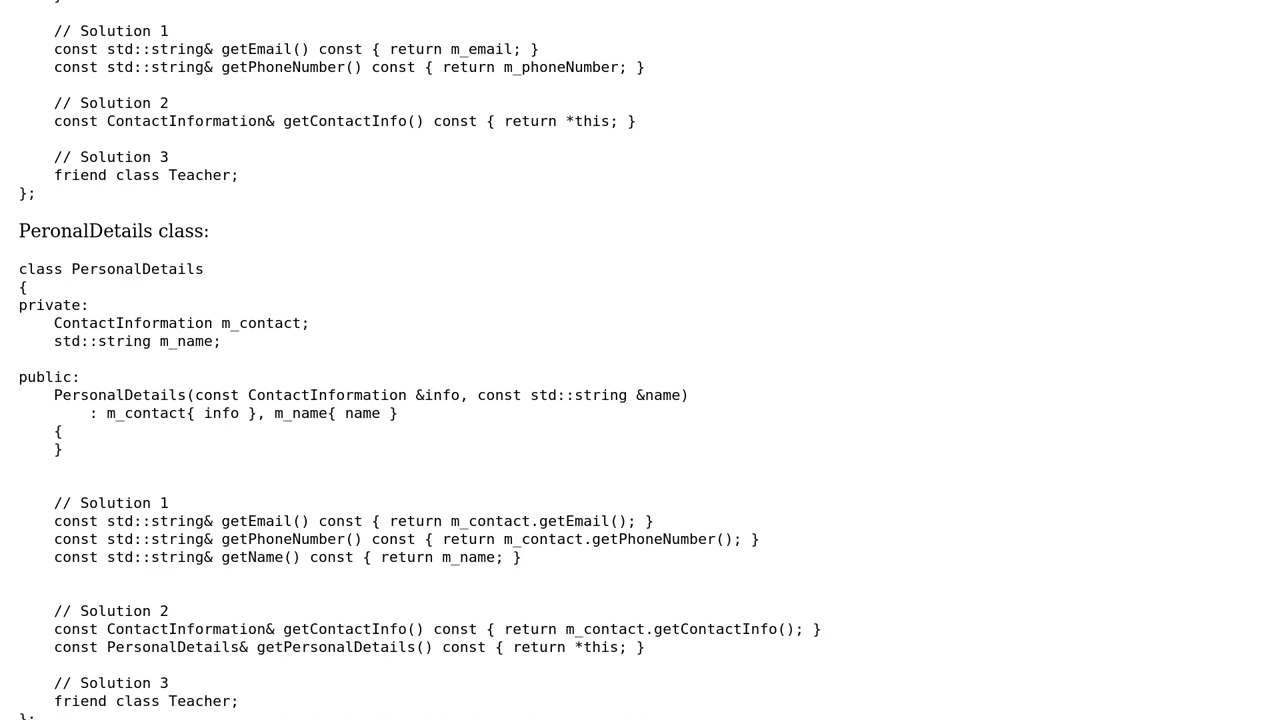 // Solution 1
const std::string& getEmail() const { return m_email; }
const std::string& getPhoneNumber() const { return m_phoneNumber; }
// Solution 2
const ContactInformation& getContactInfo() const { return *this; }
// Solution 3
friend class Teacher;
};
PeronalDetails class:
class PersonalDetails
{
private:
ContactInformation m_contact;
std::string m_name;
public:
PersonalDetails(const ContactInformation &info, const std::string &name)
: m_contact{ info }, m_name{ name }
{
}
// Solution 1
const std::string& getEmail() const { return m_contact.getEmail(); }
const std::string& getPhoneNumber() const { return m_contact.getPhoneNumber(); }
const std::string& getName() const { return m_name; }
// Solution 2
const ContactInformation& getContactInfo() const { return m_contact.getContactInfo(); }
const PersonalDetails& getPersonalDetails() const { return *this; }
// Solution 3
friend class Teacher;
};